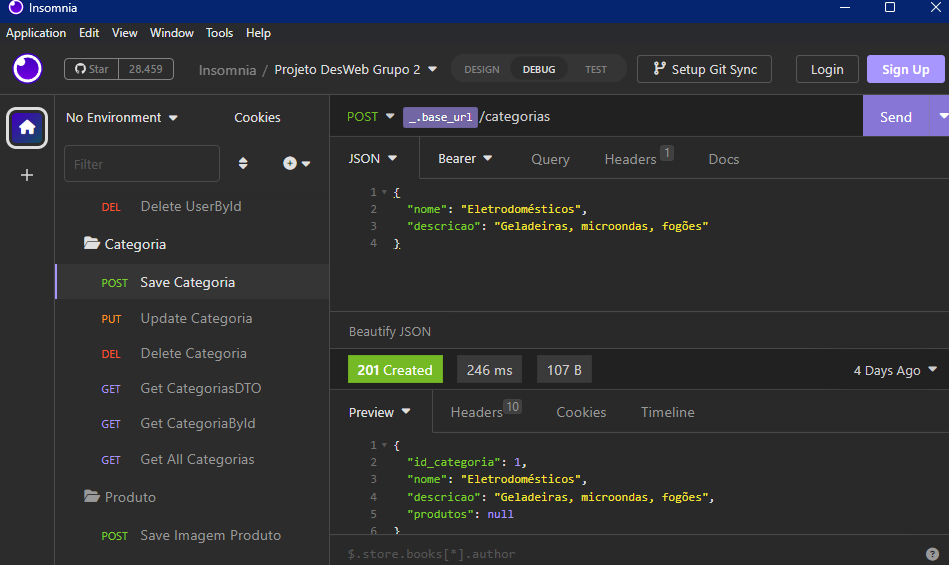 Insomnia
Application Edit View Window Tools Help
Star 28.459 Insomnia / Projeto DesWeb Grupo 2 DESIGN DEBUG TEST Setup Git Sync Login Sign Up
No Environment Cookies
Filter
DEL Delete UserById
Categoria
POST Save Categoria
PUT Update Categoria
DEL Delete Categoria
GET Get CategoriasDTO
GET Get CategoriaById
GET Get All Categorias
Produto
POST Save Imagem Produto
POST _.base_url/categorias Send
JSON Bearer Query Headers 1 Docs
1 {
2 "nome": "Eletrodomésticos",
3 "descricao": "Geladeiras, microondas, fogões"
4 }
Beautify JSON
201 Created 246 ms 107 B 4 Days Ago
Preview Headers 10 Cookies Timeline
1 {
2 "id_categoria": 1,
3 "nome": "Eletrodomésticos",
4 "descricao": "Geladeiras, microondas, fogões",
5 "produtos": null
6 }
$.store.books[*].author ?